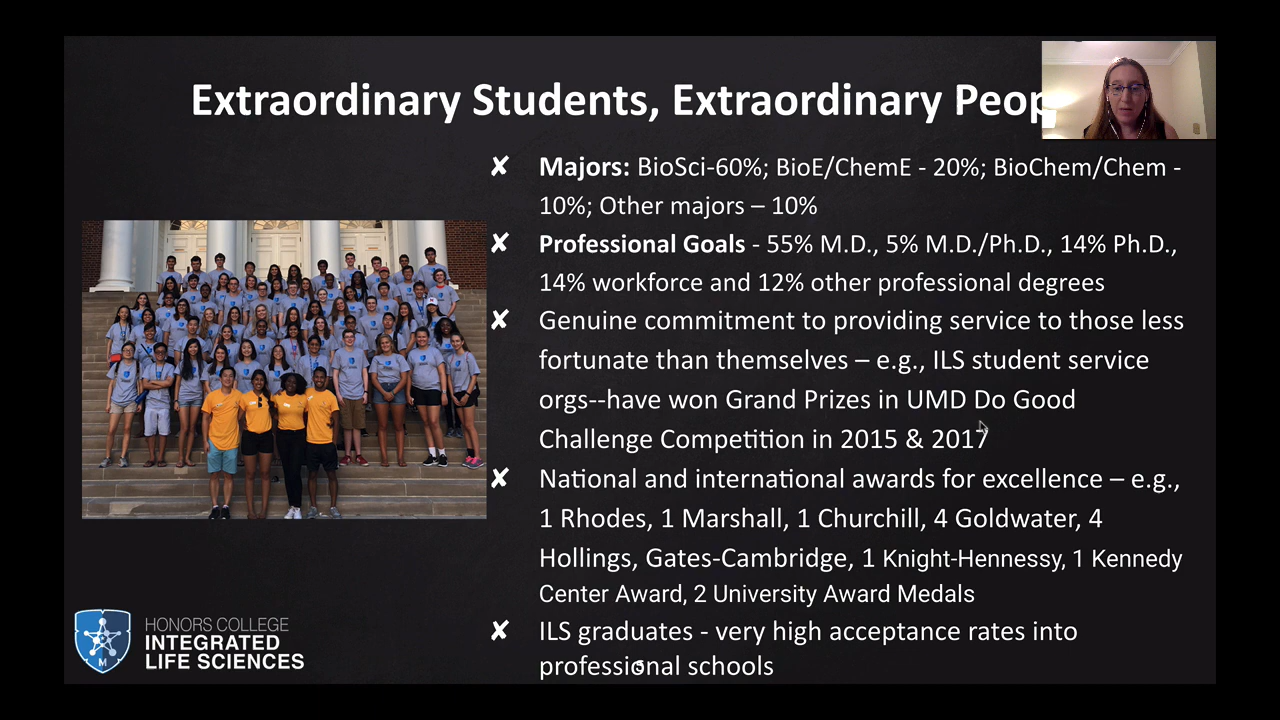 Extraordinary Students, Extraordinary Peop
✘ Majors: BioSci-60%; BioE/ChemE - 20%; BioChem/Chem -
10%; Other majors – 10%
✘ Professional Goals - 55% M.D., 5% M.D./Ph.D., 14% Ph.D.,
14% workforce and 12% other professional degrees
✘ Genuine commitment to providing service to those less
fortunate than themselves – e.g., ILS student service
orgs--have won Grand Prizes in UMD Do Good
Challenge Competition in 2015 & 2017
✘ National and international awards for excellence – e.g.,
1 Rhodes, 1 Marshall, 1 Churchill, 4 Goldwater, 4
Hollings, Gates-Cambridge, 1 Knight-Hennessy, 1 Kennedy
Center Award, 2 University Award Medals
✘ ILS graduates - very high acceptance rates into
professional schools
5
M
HONORS COLLEGE
INTEGRATED
LIFE SCIENCES